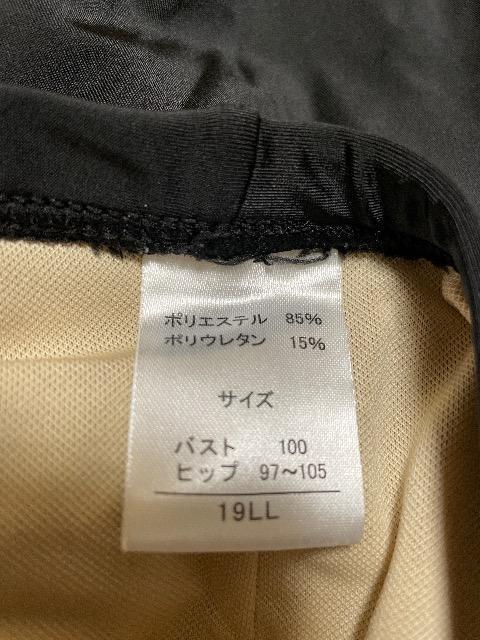 ポリエステル 85%
ポリウレタン 15%
サイズ
バスト 100
ヒップ 97～105
19LL